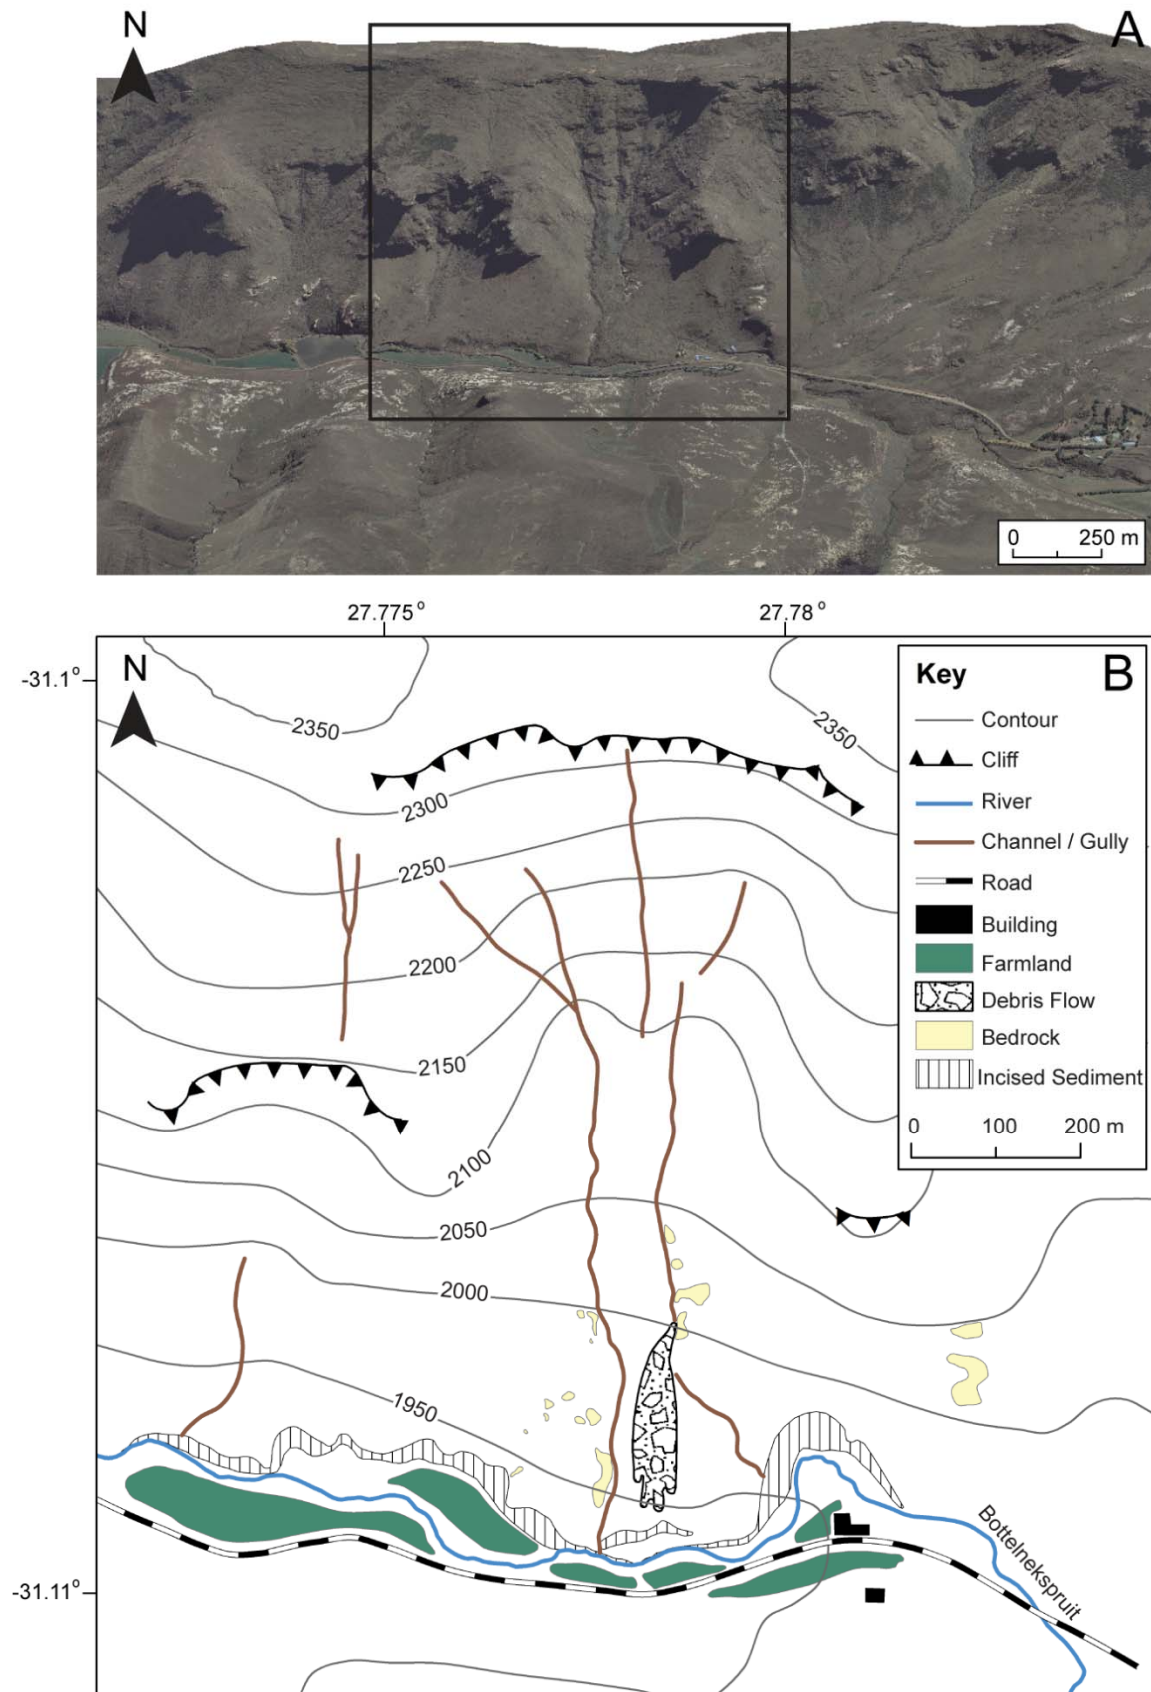 N
A
0 250 m
27.775°
27.78°
-31.1°
N
B
Key
Contour
Cliff
River
Channel / Gully
Road
Building
Farmland
Debris Flow
Bedrock
Incised Sediment
0 100 200 m
2350
2350
2300
2250
2200
2150
2100
2050
2000
1950
Bottelnekspruit
-31.11°